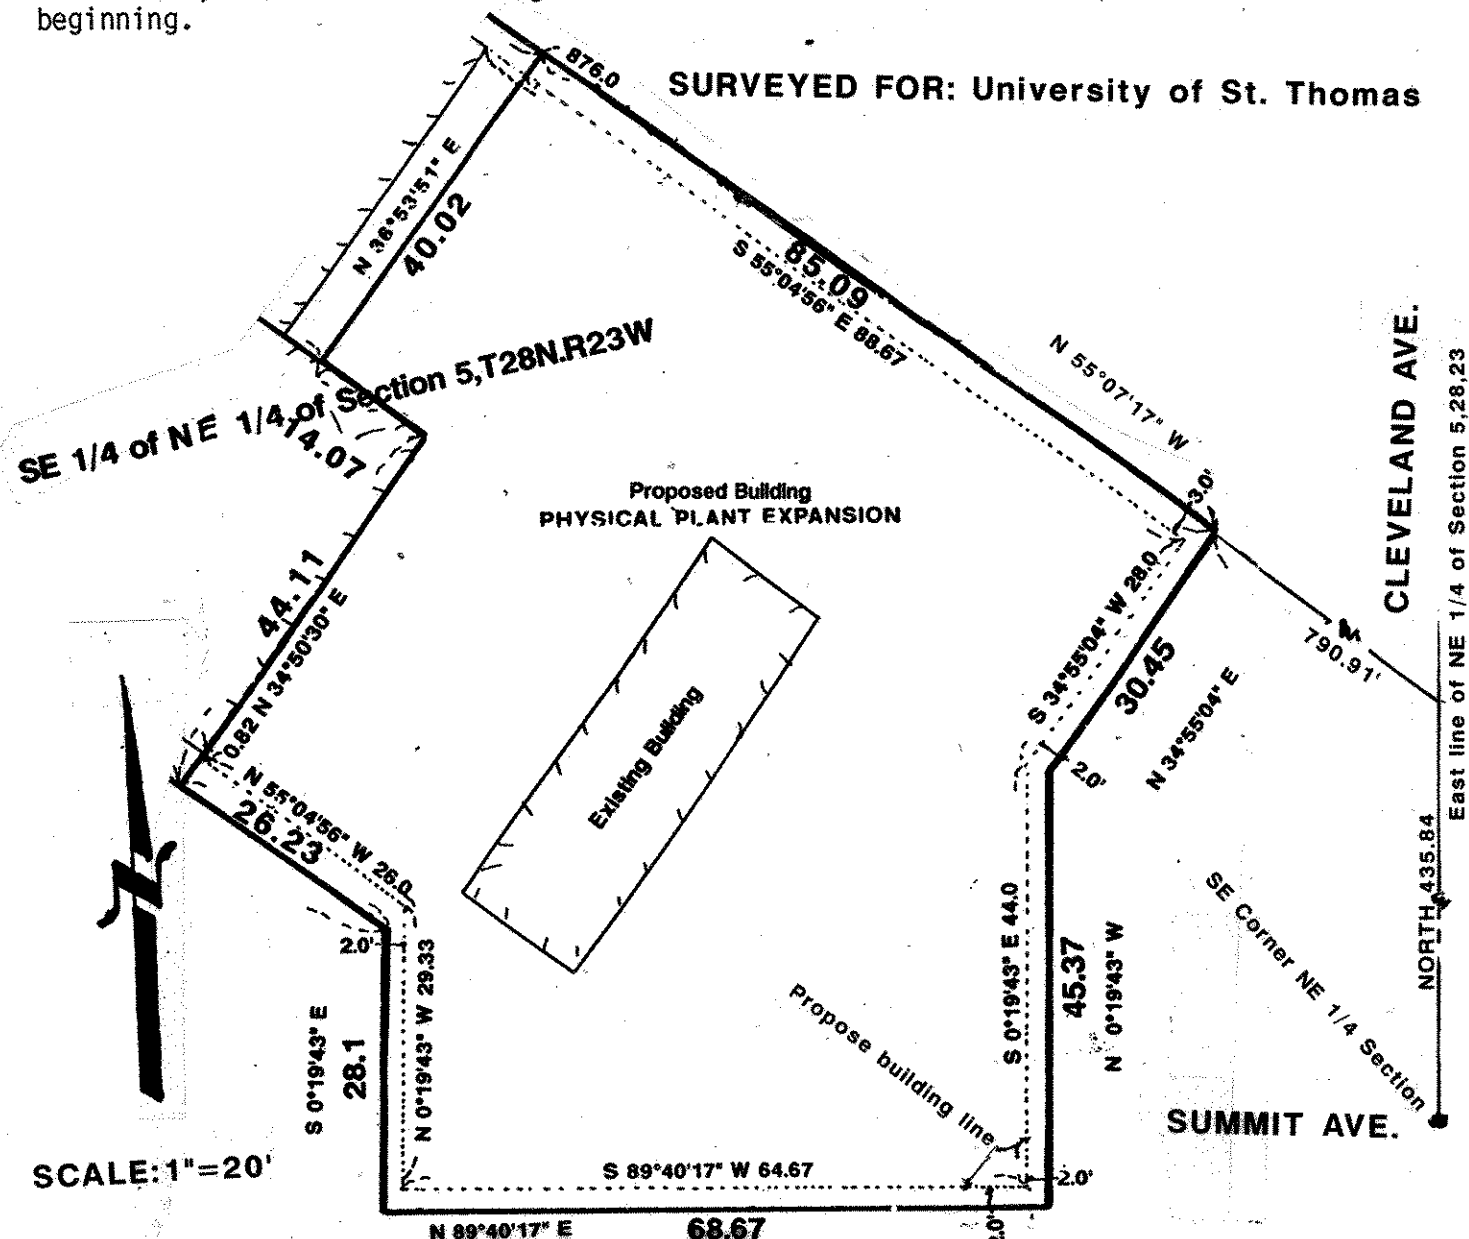 beginning.
876.0
SURVEYED FOR: University of St. Thomas
N 36°53'51" E
40.02
85.09
S 55°04'56" E 88.67
N 55°07'17" W
SE 1/4 of NE 1/4 of Section 5,T28N.R23W
14.07
CLEVELAND AVE.
East line of NE 1/4 of Section 5,28,23
3.0'
Proposed Building
PHYSICAL PLANT EXPANSION
44.11
0.82 N 34°50'30" E
S 34°55'04" W 28.0
30.45
N 34°55'04" E
790.91'
2.0'
Existing Building
N 55°04'56" W 26.0
26.23
NORTH 435.84
SE Corner NE 1/4 Section
2.0'
S 0°19'43" E
28.1
N 0°19'43" W 29.33
S 0°19'43" E 44.0
45.37
N 0°19'43" W
Propose building line
SUMMIT AVE.
SCALE: 1"=20'
S 89°40'17" W 64.67
2.0'
N 89°40'17" E
68.67